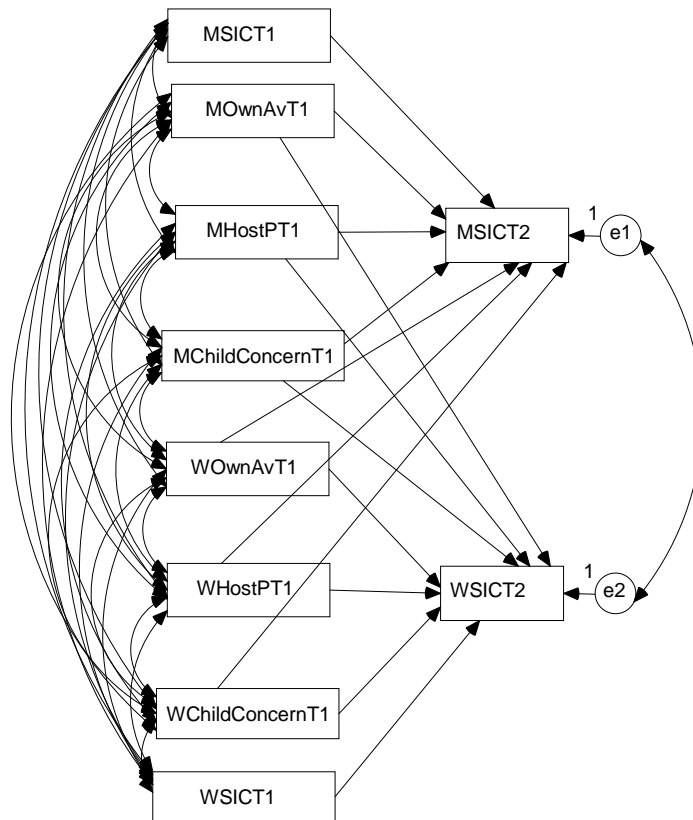 MSICT1
MOwnAvT1
MHostPT1
MSICT2
1
e1
MChildConcernT1
WOwnAvT1
WHostPT1
WSICT2
1
e2
WChildConcernT1
WSICT1